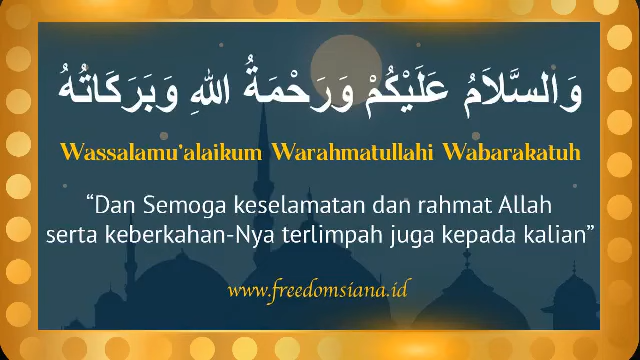 وَالسَّلَامُ عَلَيْكُمْ وَرَحْمَةُ اللهِ وَبَرَكَاتُهُ
Wassalamu'alaikum Warahmatullahi Wabarakatuh
“Dan Semoga keselamatan dan rahmat Allah
serta keberkahan-Nya terlimpah juga kepada kalian”
www.freedomsiana.id